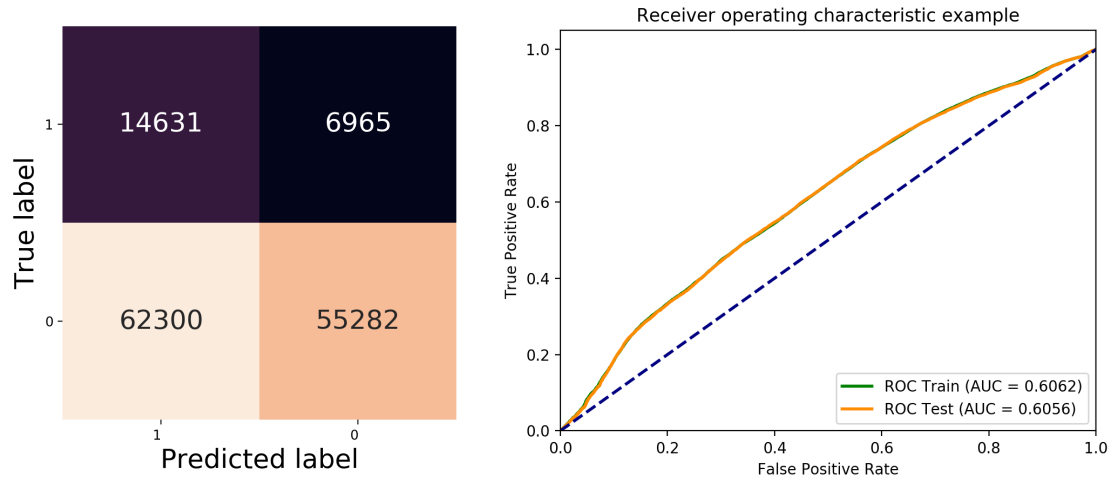 True label
1
0
14631
6965
62300
55282
1
0
Predicted label
Receiver operating characteristic example
True Positive Rate
1.0
0.8
0.6
0.4
0.2
0.0
ROC Train (AUC = 0.6062)
ROC Test (AUC = 0.6056)
0.0
0.2
0.4
0.6
0.8
1.0
False Positive Rate